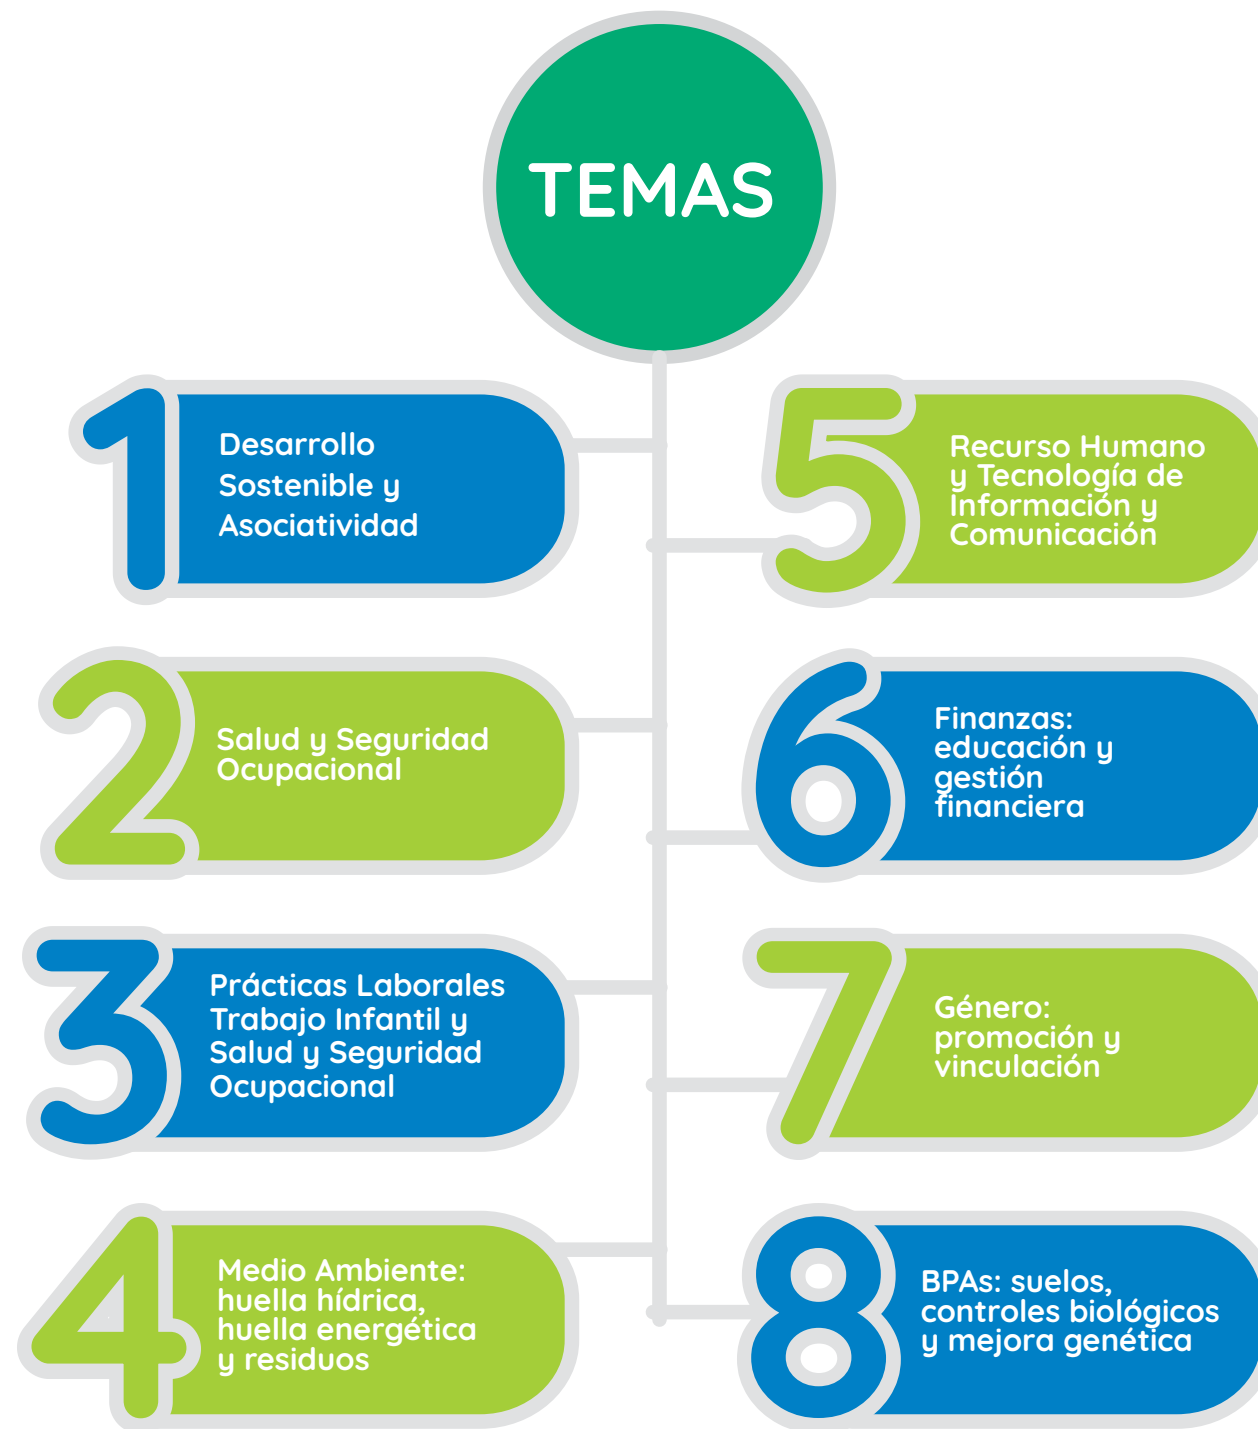 TEMAS
1
Desarrollo
Sostenible y
Asociatividad
2
Salud y Seguridad
Ocupacional
3
Prácticas Laborales
Trabajo Infantil y
Salud y Seguridad
Ocupacional
4
Medio Ambiente:
huella hídrica,
huella energética
y residuos
5
Recurso Humano
y Tecnología de
Información y
Comunicación
6
Finanzas:
educación y
gestión
financiera
7
Género:
promoción y
vinculación
8
BPAs: suelos,
controles biológicos
y mejora genética